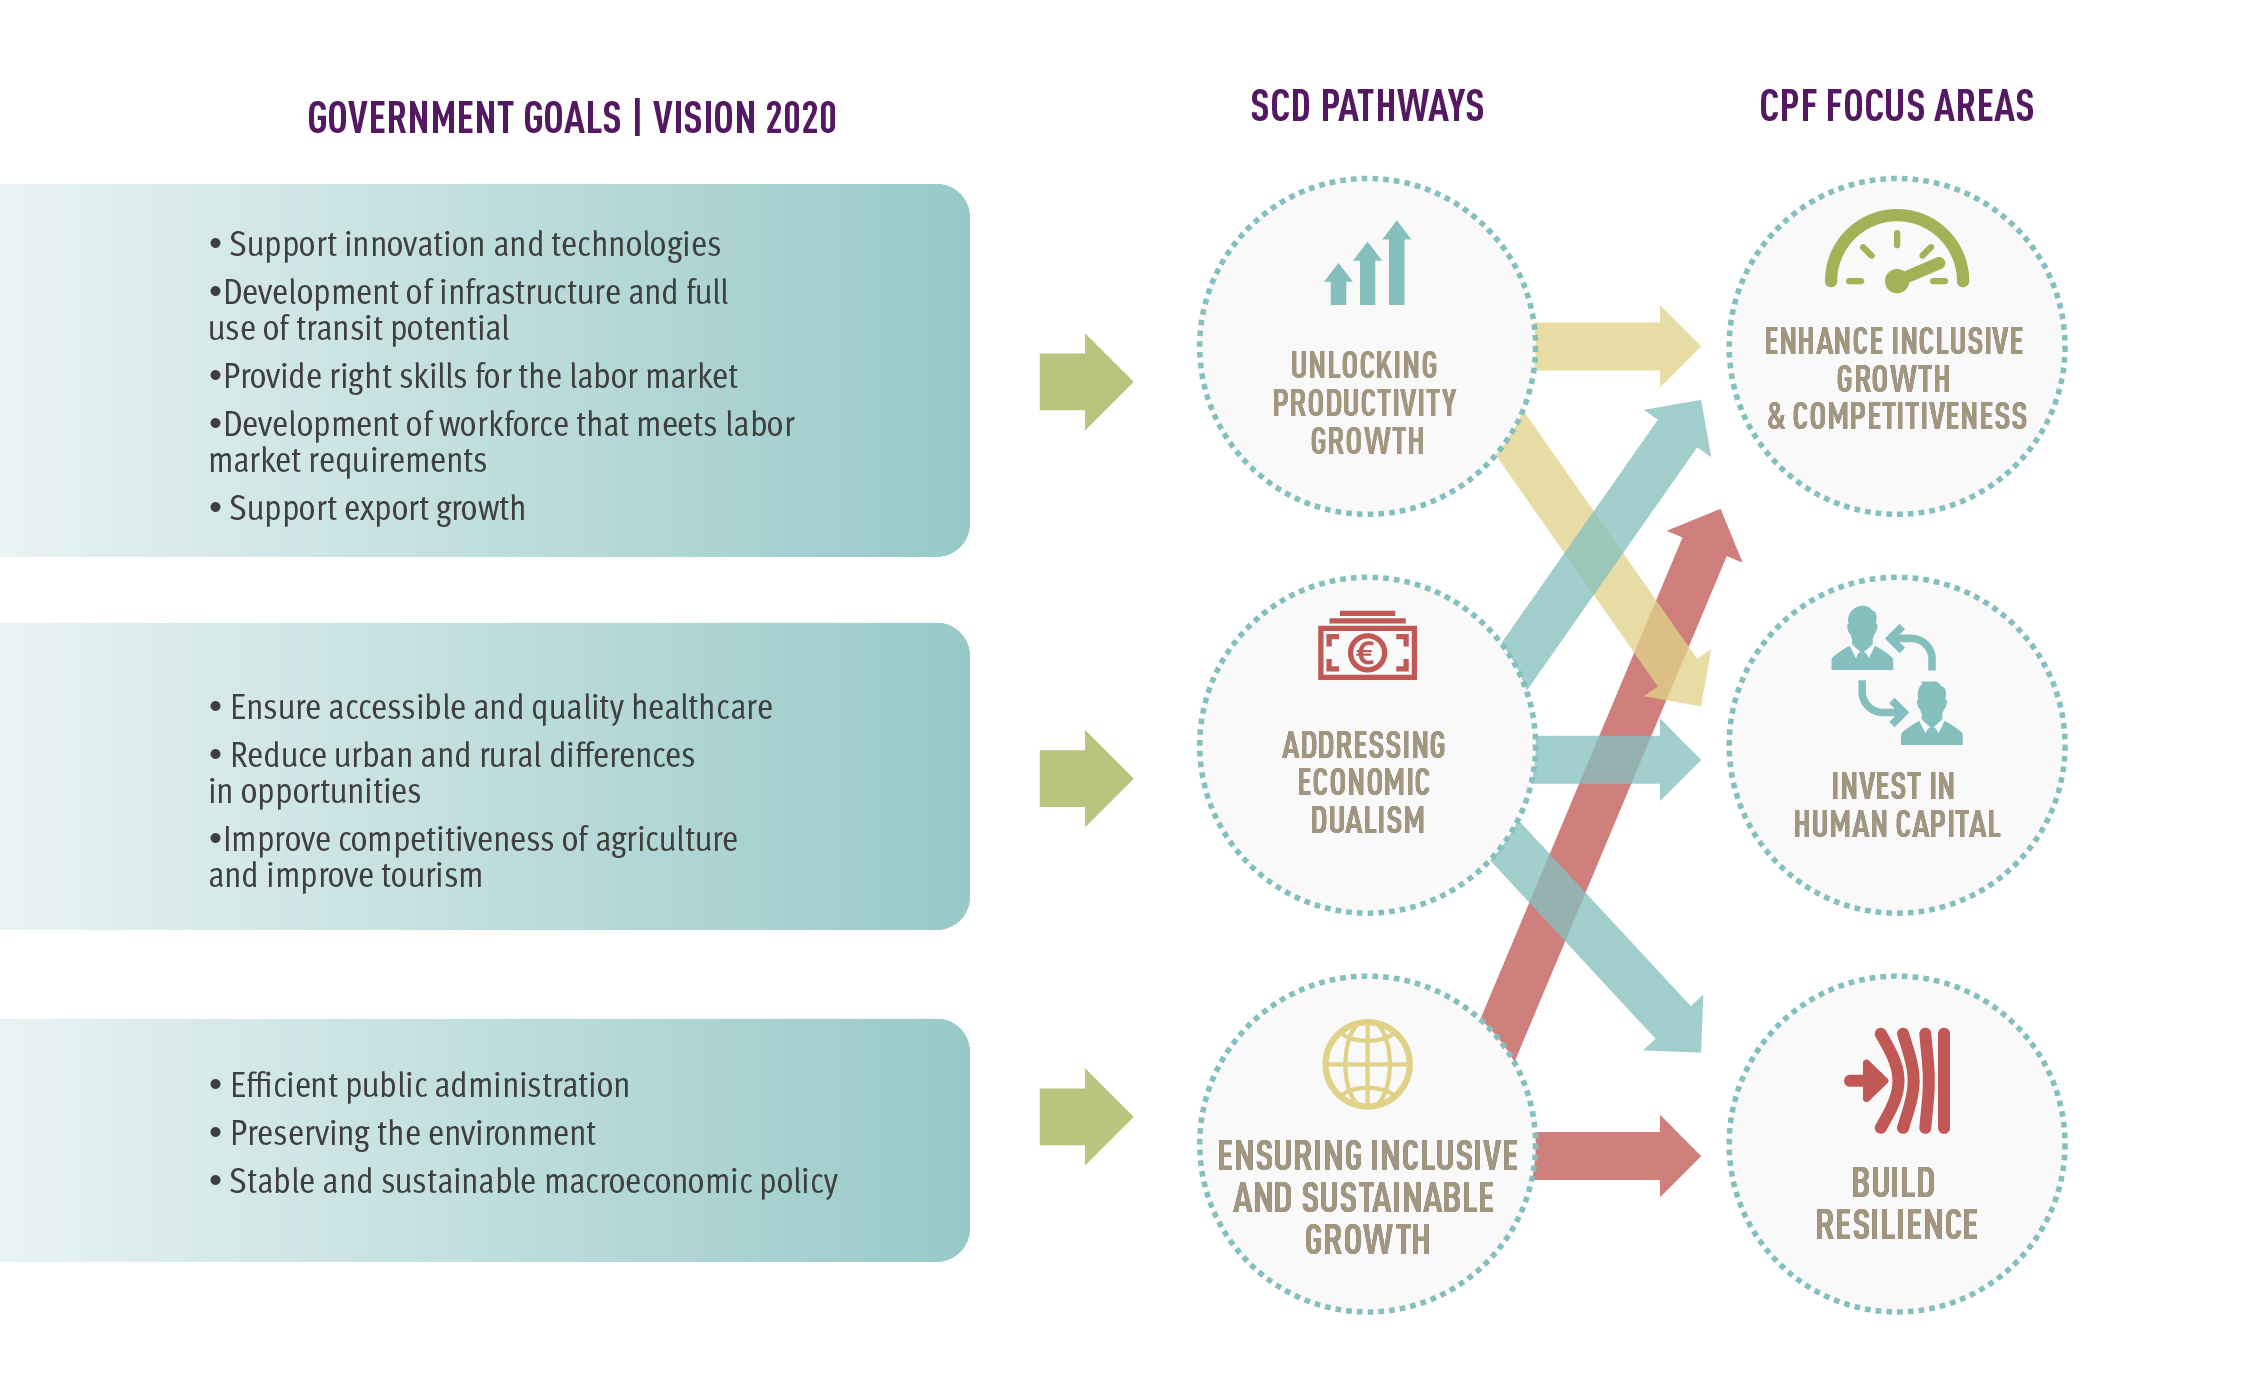 GOVERNMENT GOALS | VISION 2020
• Support innovation and technologies
•Development of infrastructure and full
use of transit potential
•Provide right skills for the labor market
•Development of workforce that meets labor
market requirements
• Support export growth
• Ensure accessible and quality healthcare
• Reduce urban and rural differences
in opportunities
•Improve competitiveness of agriculture
and improve tourism
• Efficient public administration
• Preserving the environment
• Stable and sustainable macroeconomic policy
SCD PATHWAYS
UNLOCKING
PRODUCTIVITY
GROWTH
€
ADDRESSING
ECONOMIC
DUALISM
ENSURING INCLUSIVE
AND SUSTAINABLE
GROWTH
CPF FOCUS AREAS
ENHANCE INCLUSIVE
GROWTH
& COMPETITIVENESS
INVEST IN
HUMAN CAPITAL
BUILD
RESILIENCE